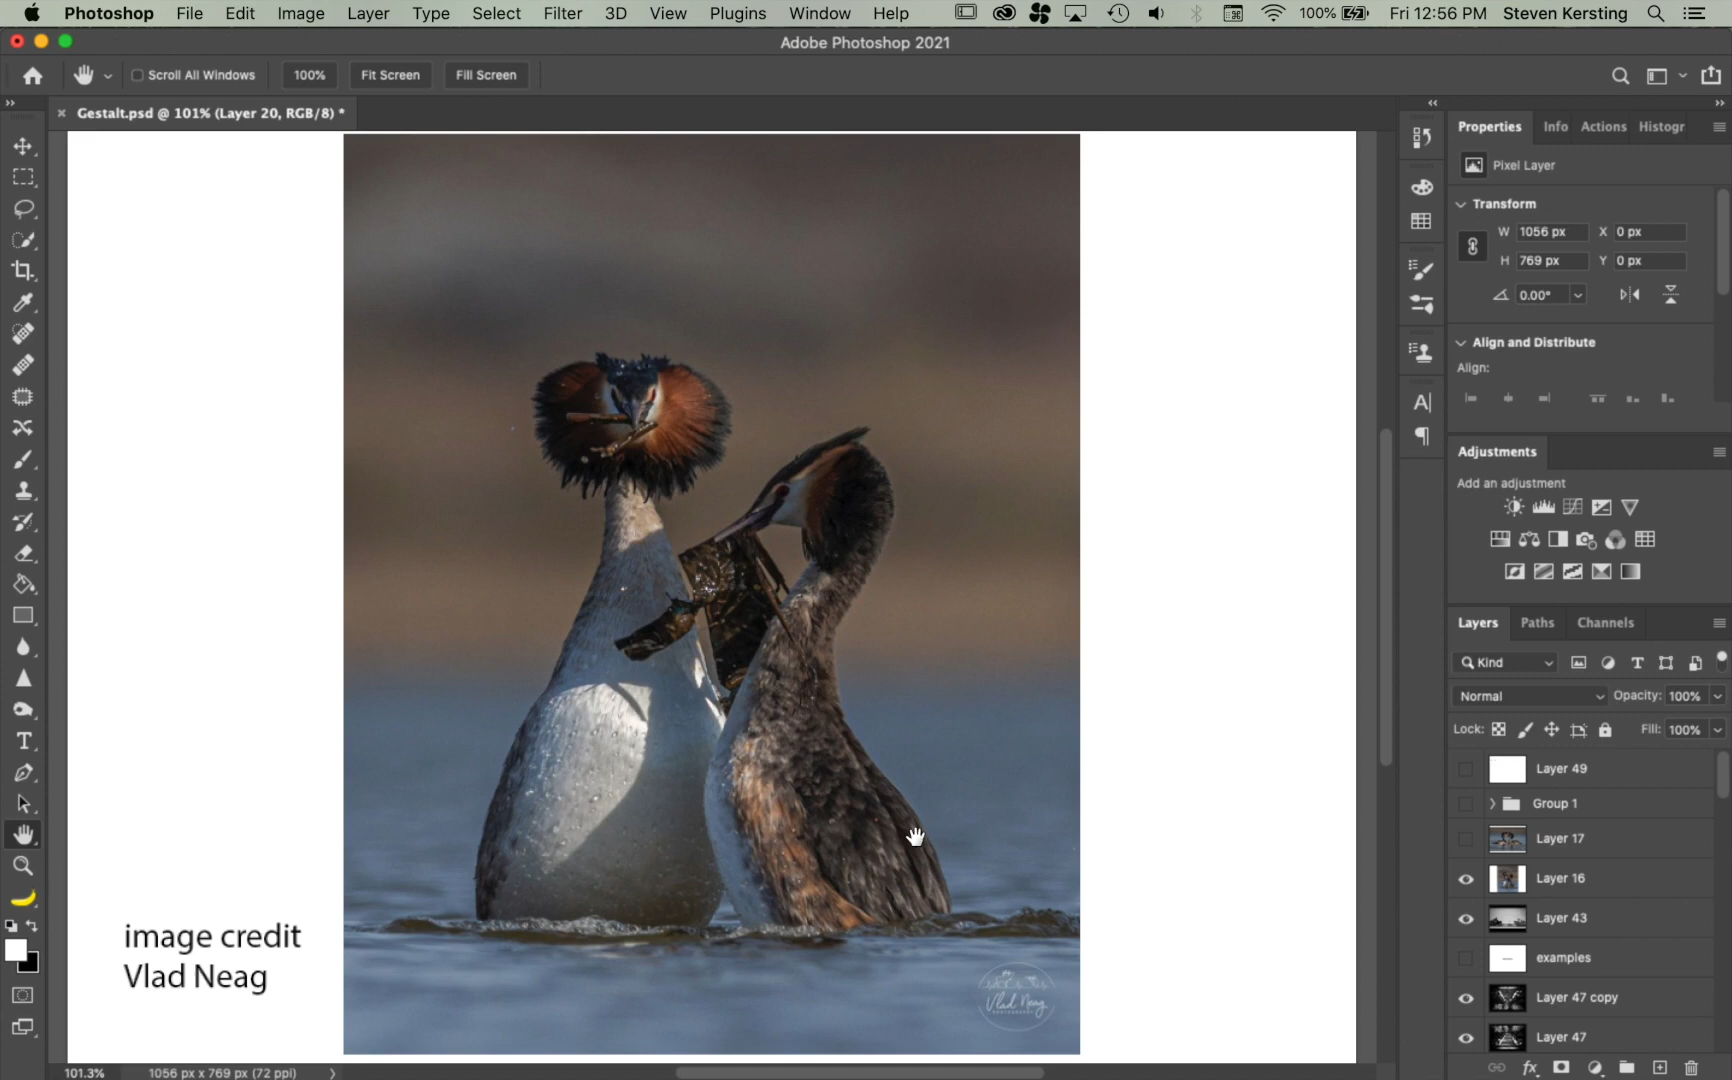 Photoshop File Edit Image Layer Type Select Filter 3D View Plugins Window Help 100% Fri 12:56 PM Steven Kersting
Adobe Photoshop 2021
Scroll All Windows 100% Fit Screen Fill Screen
Gestalt.psd @ 101% (Layer 20, RGB/8) *
Properties Info Actions Histogr
Pixel Layer
Transform
W 1056 px X 0 px
H 769 px Y 0 px
0.00°
Align and Distribute
Align:
Adjustments
Add an adjustment
Layers Paths Channels
Kind
Normal Opacity: 100%
Lock: Fill: 100%
Layer 49
Group 1
Layer 17
Layer 16
Layer 43
examples
Layer 47 copy
Layer 47
image credit
Vlad Neag
Vlad Neag
PHOTOGRAPHY
101.3% 1056 px x 769 px (72 ppi)